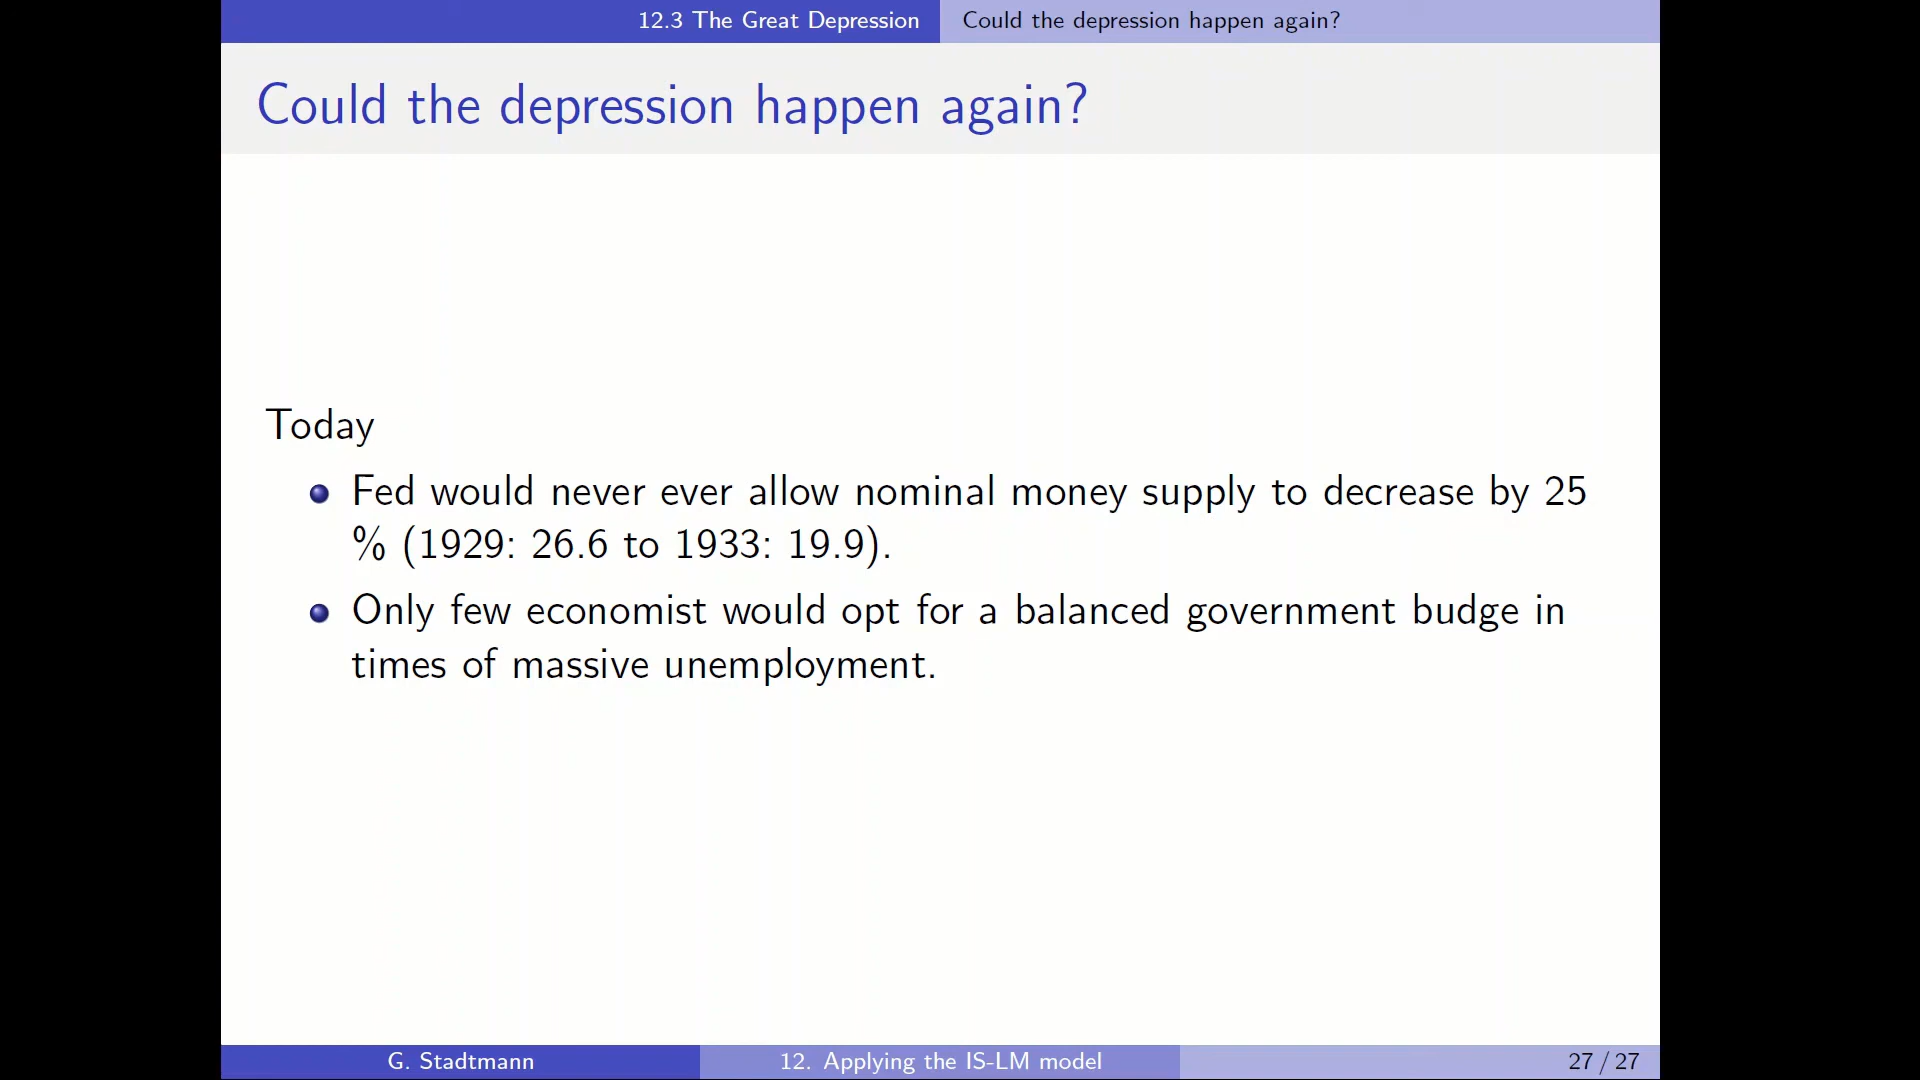 12.3 The Great Depression Could the depression happen again?
Could the depression happen again?
Today
Fed would never ever allow nominal money supply to decrease by 25
% (1929: 26.6 to 1933: 19.9).
Only few economist would opt for a balanced government budge in
times of massive unemployment.
G. Stadtmann 12. Applying the IS-LM model 27 / 27